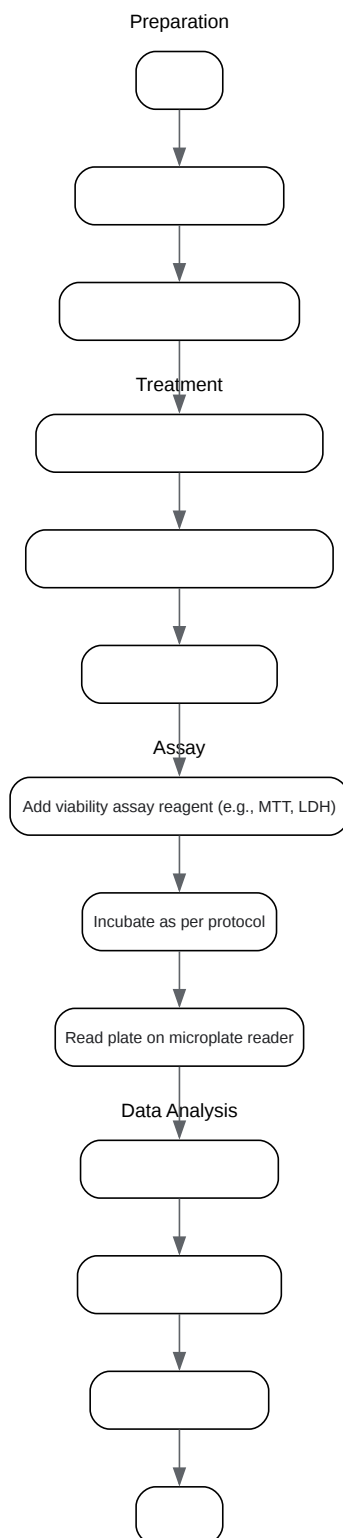 Preparation
Treatment
Assay
Add viability assay reagent (e.g., MTT, LDH)
Incubate as per protocol
Read plate on microplate reader
Data Analysis